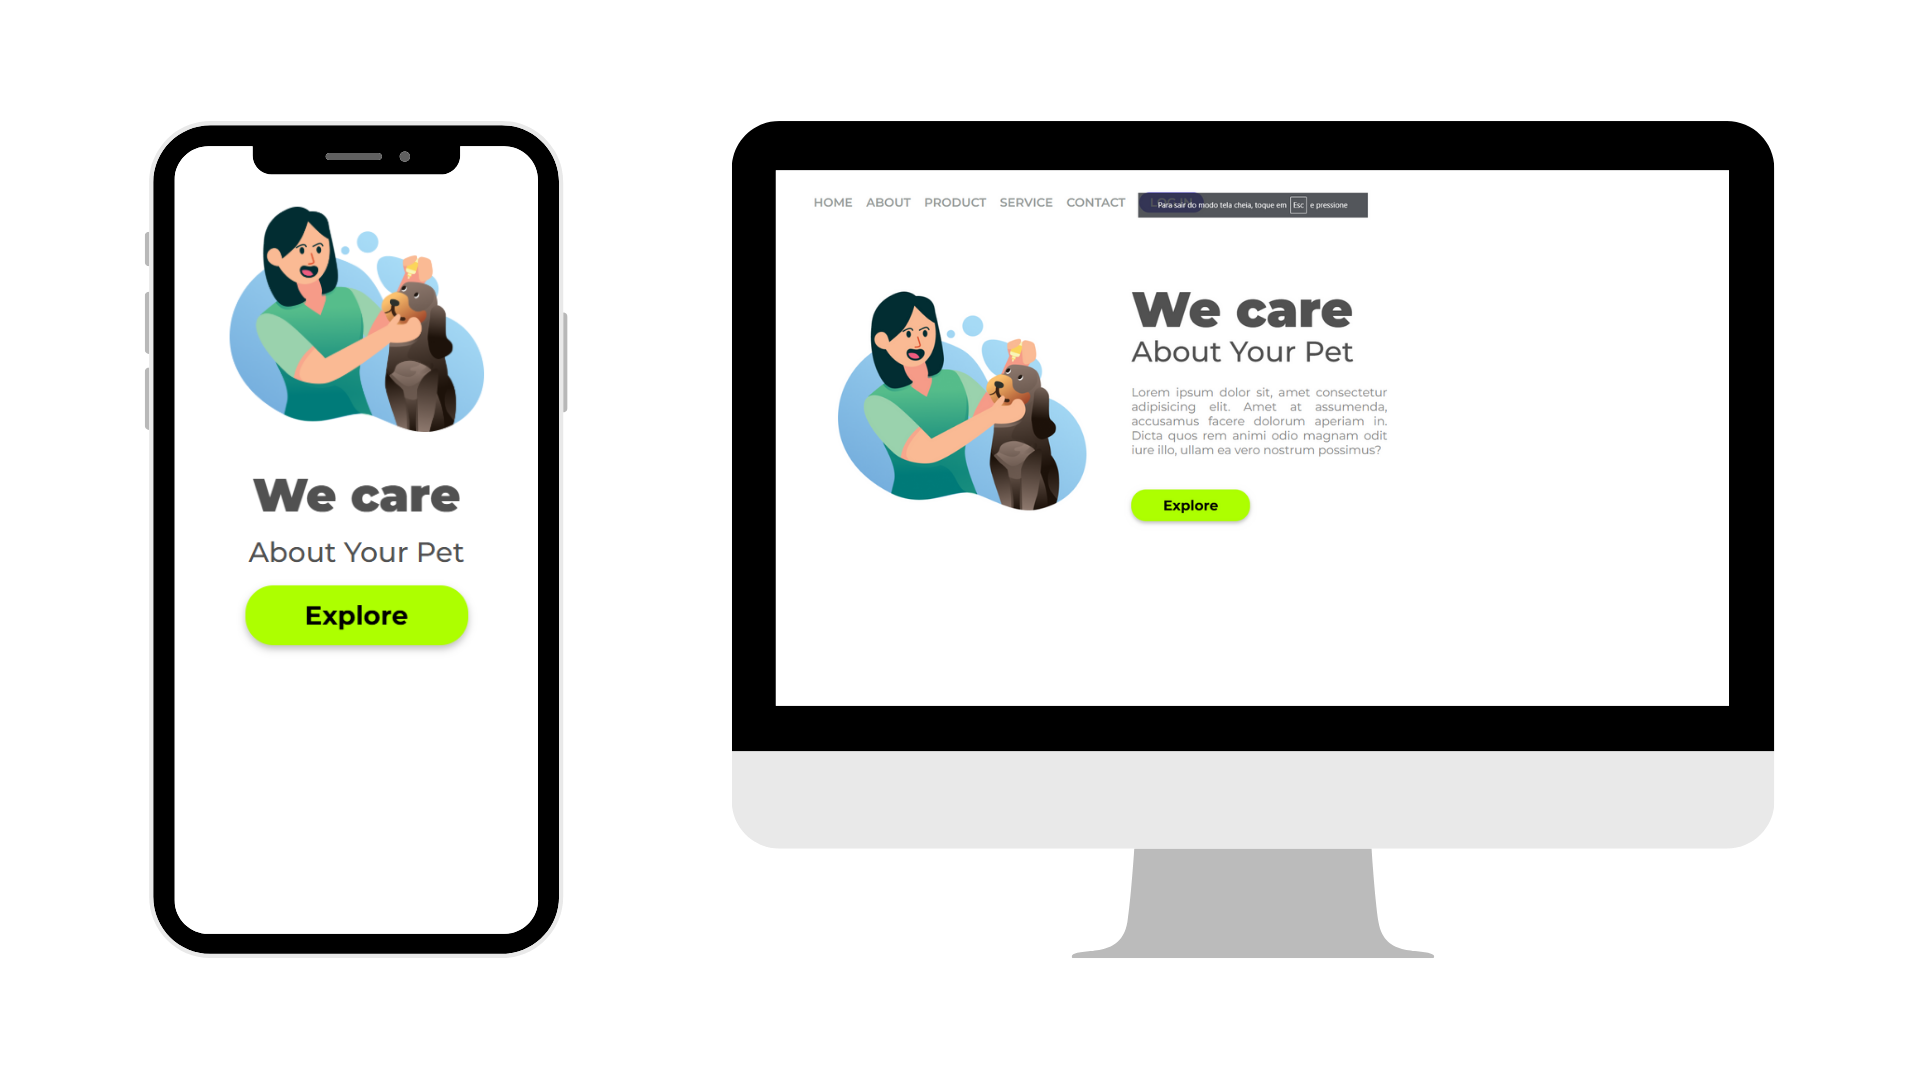 We care
About Your Pet
Explore
HOME ABOUT PRODUCT SERVICE CONTACT
Para sair do modo tela cheia, toque em Esc e pressione
We care
About Your Pet
Lorem ipsum dolor sit, amet consectetur
adipisicing elit. Amet at assumenda,
accusamus facere dolorum aperiam in.
Dicta quos rem animi odio magnam odit
iure illo, ullam ea vero nostrum possimus?
Explore